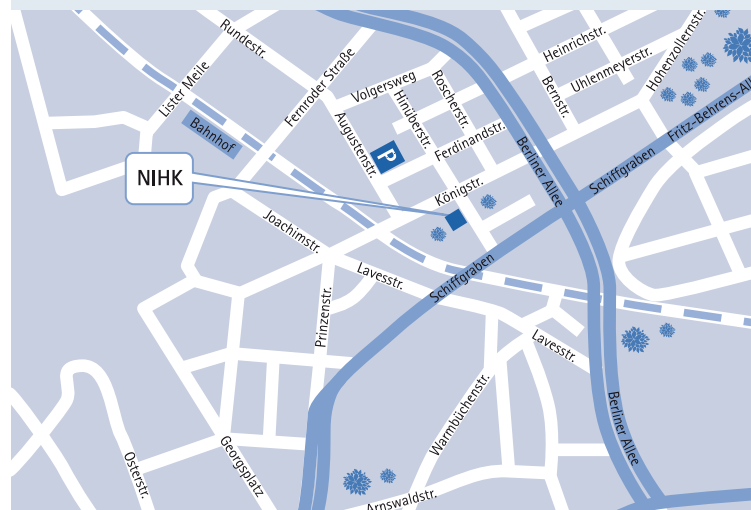 Rundestr.
Lister Meile
Fernroder Straße
Volgersweg
Roscherstr.
Hinüberstr.
Augustenstr.
Ferdinandstr.
Heinrichstr.
Uhlenmeyerstr.
Bernstr.
Hohenzollernstr.
Fritz-Behrens-Al
Bahnhof
P
NIHK
Königstr.
Berliner Allee
Schiffgraben
Joachimstr.
Lavesstr.
Schiffgraben
Prinzenstr.
Lavesstr.
Warmbüchenstr.
Berliner Allee
Georgsplatz
Osterstr.
Arnswaldstr.